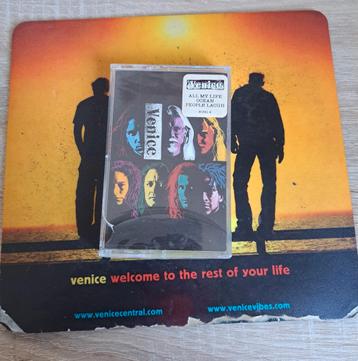 Venice
ALL MY LIFE
OCEAN
PEOPLE LAUGH
Venice
venice welcome to the rest of your life
www.venicecentral.com
www.venicevibes.com